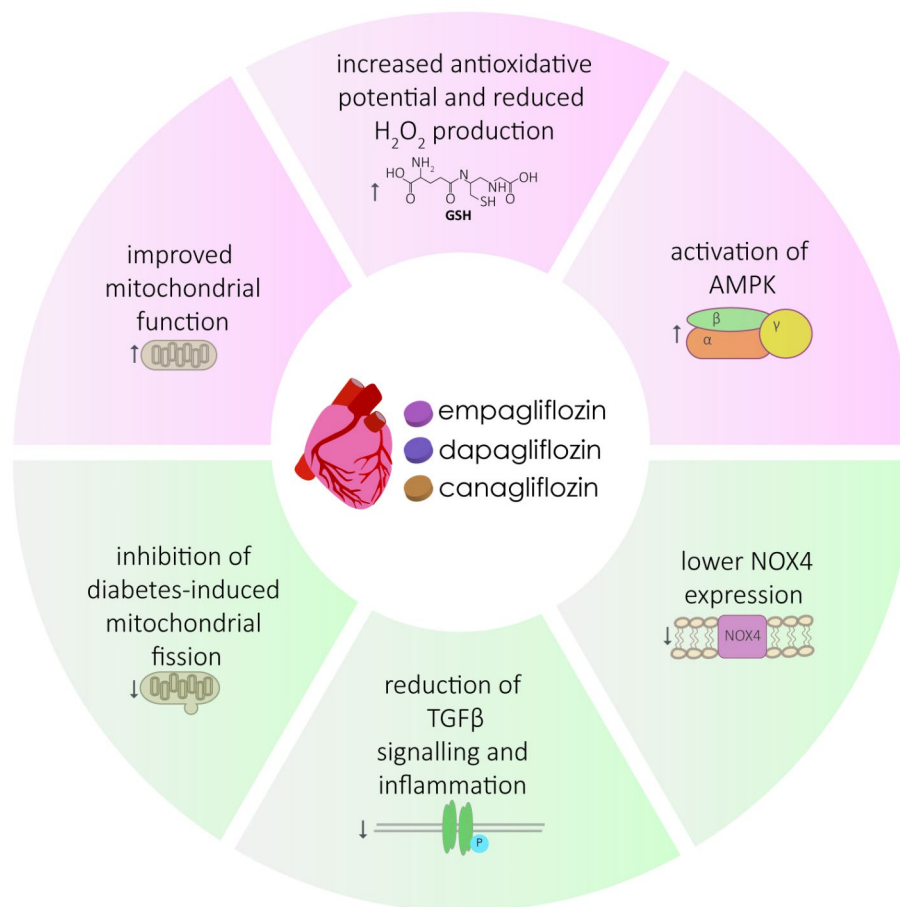 increased antioxidative
potential and reduced
H₂O₂ production
NH₂
HO
N
OH
NH
O
O
SH
O
GSH
activation of
AMPK
β
γ
α
lower NOX4
expression
NOX4
reduction of
TGFβ
signalling and
inflammation
P
inhibition of
diabetes-induced
mitochondrial
fission
improved
mitochondrial
function
empagliflozin
dapagliflozin
canagliflozin